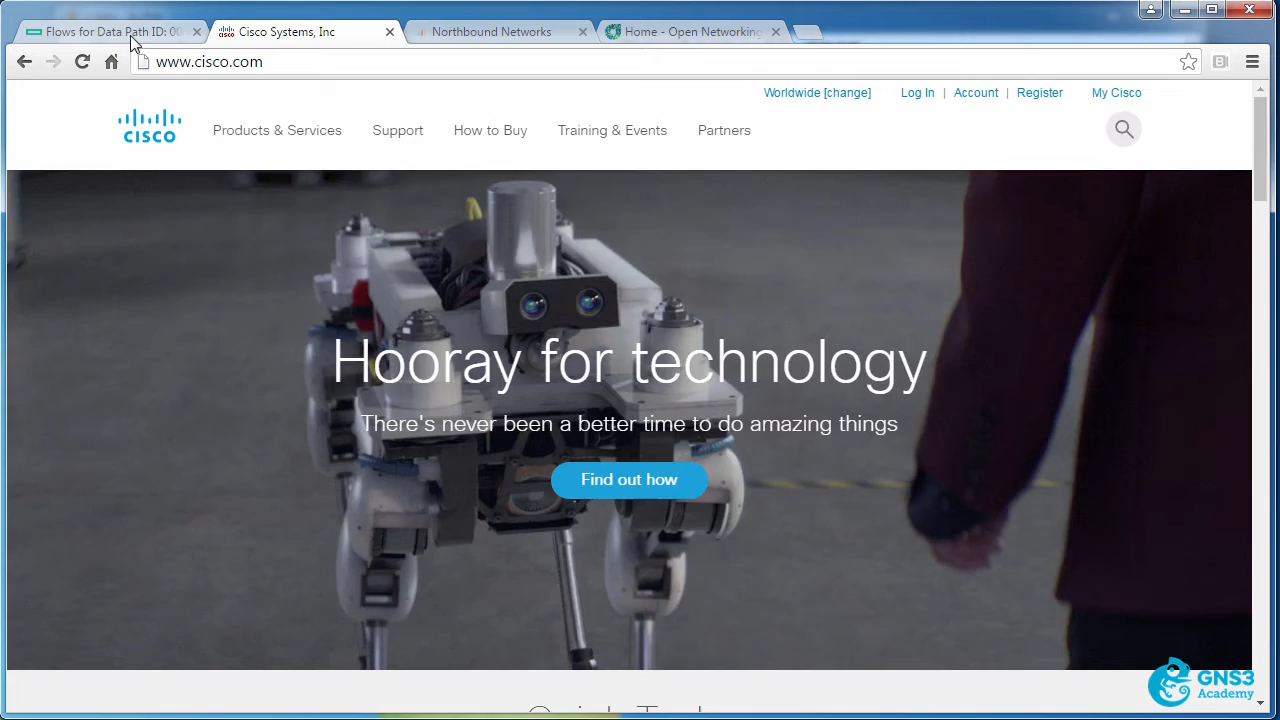 Flows for Data Path ID: 00
Cisco Systems, Inc
Northbound Networks
Home - Open Networking
www.cisco.com
Worldwide [change]
Log In | Account | Register
My Cisco
CISCO
Products & Services
Support
How to Buy
Training & Events
Partners
Hooray for technology
There's never been a better time to do amazing things
Find out how
GNS3
Academy